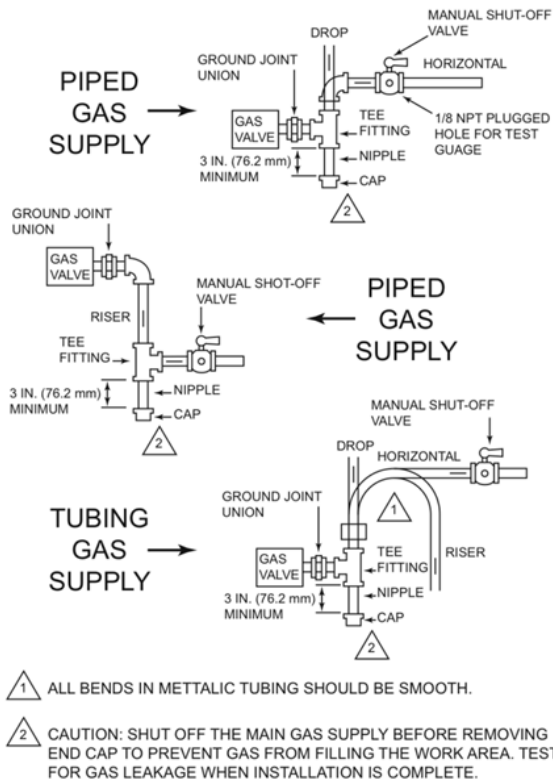 PIPED
GAS
SUPPLY
DROP
MANUAL SHUT-OFF
VALVE
GROUND JOINT
UNION
HORIZONTAL
GAS
VALVE
TEE
FITTING
1/8 NPT PLUGGED
HOLE FOR TEST
GUAGE
3 IN. (76.2 mm)
MINIMUM
NIPPLE
CAP
2
GROUND JOINT
UNION
GAS
VALVE
RISER
MANUAL SHOT-OFF
VALVE
TEE
FITTING
3 IN. (76.2 mm)
MINIMUM
NIPPLE
CAP
2
PIPED
GAS
SUPPLY
TUBING
GAS
SUPPLY
MANUAL SHUT-OFF
VALVE
DROP
HORIZONTAL
GROUND JOINT
UNION
1
GAS
VALVE
TEE
FITTING
RISER
3 IN. (76.2 mm)
MINIMUM
NIPPLE
CAP
2
1 ALL BENDS IN METTALIC TUBING SHOULD BE SMOOTH.
2 CAUTION: SHUT OFF THE MAIN GAS SUPPLY BEFORE REMOVING
END CAP TO PREVENT GAS FROM FILLING THE WORK AREA. TEST
FOR GAS LEAKAGE WHEN INSTALLATION IS COMPLETE.